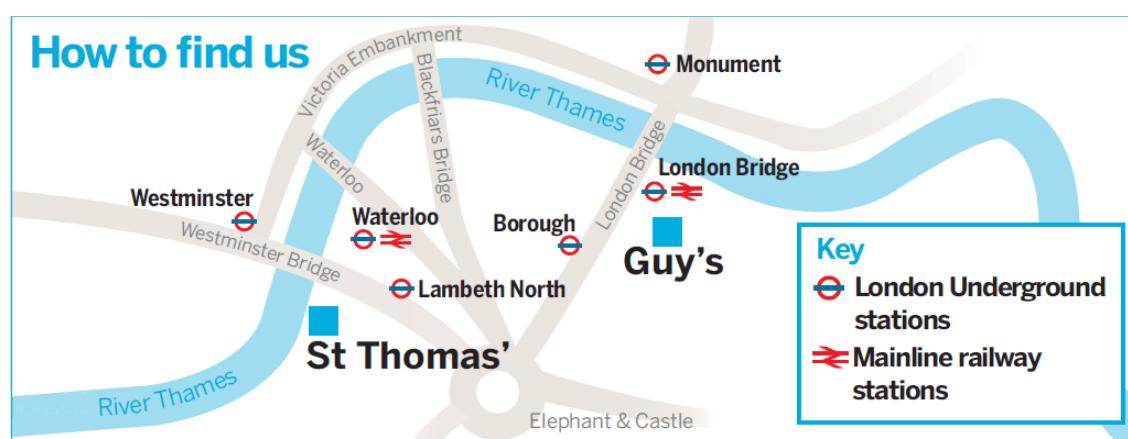 How to find us
Victoria Embankment
Blackfriars Bridge
River Thames
Monument
Waterloo
London Bridge
London Bridge
Westminster
Westminster Bridge
Waterloo
Borough
Guy's
Lambeth North
St Thomas'
River Thames
Elephant & Castle
Key
London Underground
stations
Mainline railway
stations